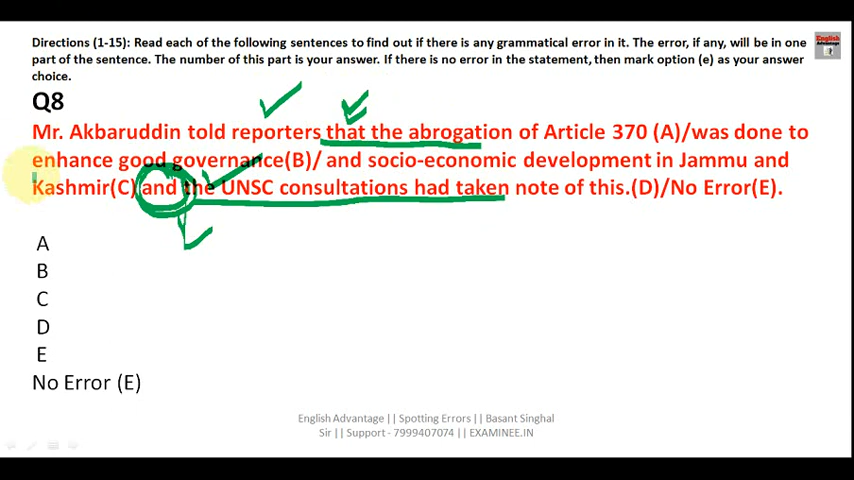 Directions (1-15): Read each of the following sentences to find out if there is any grammatical error in it. The error, if any, will be in one
part of the sentence. The number of this part is your answer. If there is no error in the statement, then mark option (e) as your answer
choice.
English
Advantage
Q8
Mr. Akbaruddin told reporters that the abrogation of Article 370 (A)/was done to
enhance good governance(B)/ and socio-economic development in Jammu and
Kashmir(C) and the UNSC consultations had taken note of this.(D)/No Error(E).
A
B
C
D
E
No Error (E)
English Advantage || Spotting Errors || Basant Singhal
Sir || Support - 7999407074 || EXAMINEE.IN